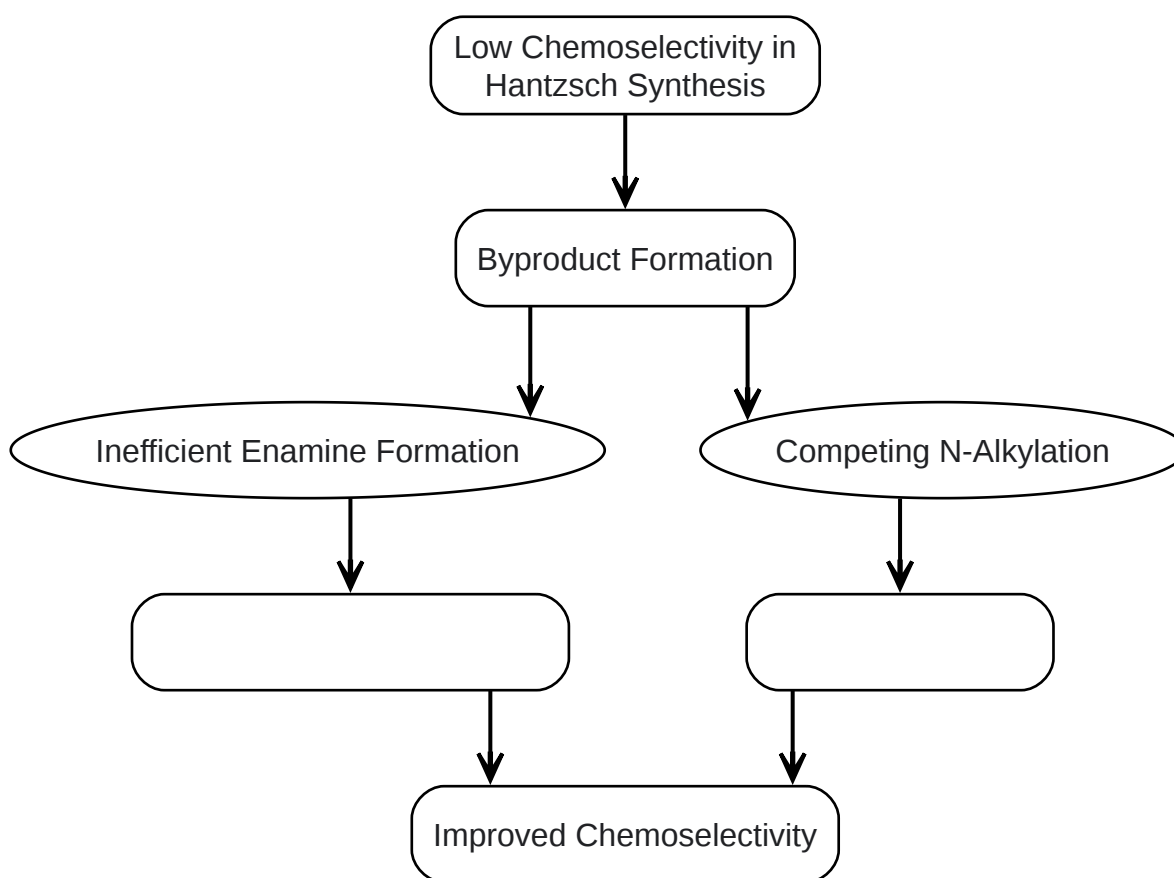 Low Chemoselectivity in
Hantzsch Synthesis
Byproduct Formation
Inefficient Enamine Formation
Competing N-Alkylation
Improved Chemoselectivity